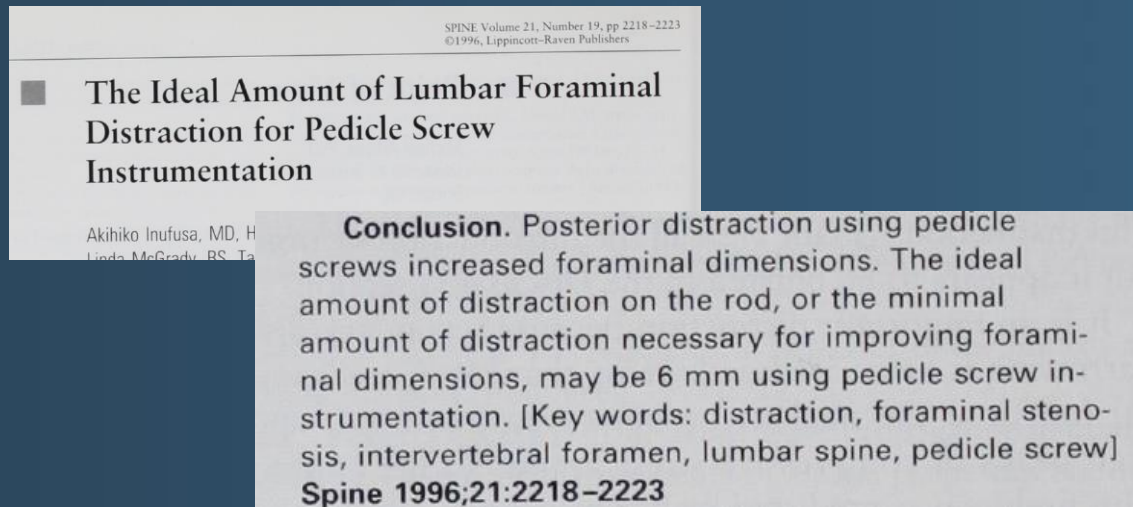 SPINE Volume 21, Number 19, pp 2218–2223
©1996, Lippincott–Raven Publishers
The Ideal Amount of Lumbar Foraminal
Distraction for Pedicle Screw
Instrumentation
Akihiko Inufusa, MD, H
Linda McGrady, BS, Ta
Conclusion. Posterior distraction using pedicle
screws increased foraminal dimensions. The ideal
amount of distraction on the rod, or the minimal
amount of distraction necessary for improving forami-
nal dimensions, may be 6 mm using pedicle screw in-
strumentation. [Key words: distraction, foraminal steno-
sis, intervertebral foramen, lumbar spine, pedicle screw]
Spine 1996;21:2218–2223